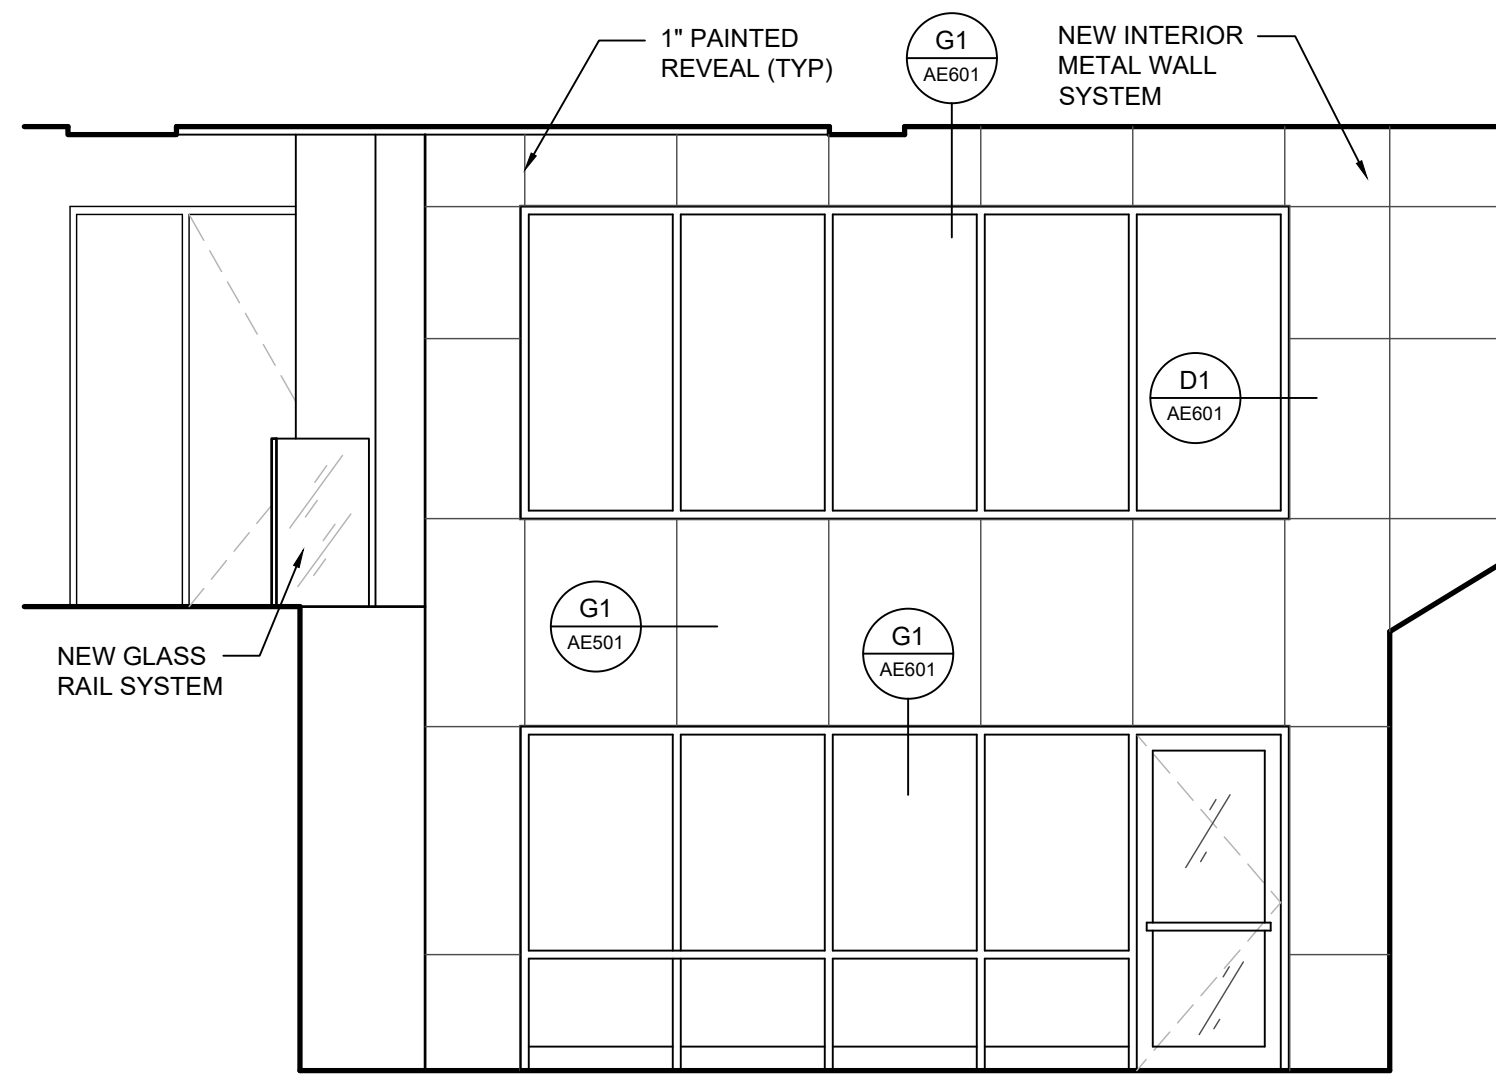 1" PAINTED
REVEAL (TYP)
G1
AE601
NEW INTERIOR
METAL WALL
SYSTEM
D1
AE601
G1
AE501
G1
AE601
NEW GLASS
RAIL SYSTEM